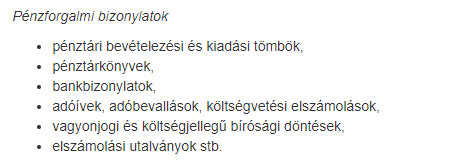 Pénzforgalmi bizonylatok
• pénztári bevételezési és kiadási tömbök,
• pénztárkönyvek,
• bankbizonylatok,
• adóívek, adóbevallások, költségvetési elszámolások,
• vagyonjogi és költségjellegű bírósági döntések,
• elszámolási utalványok stb.